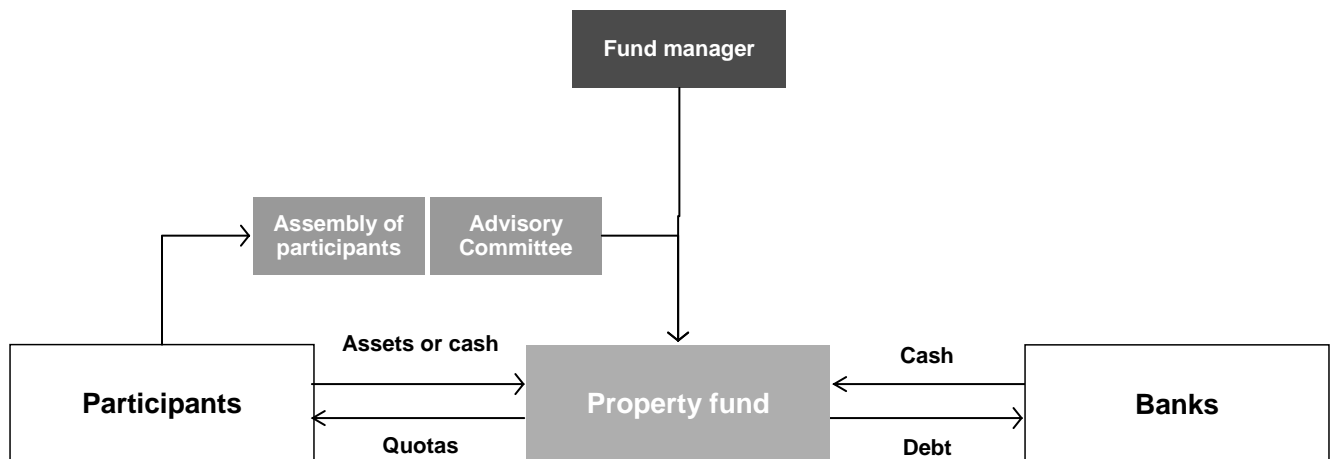 Fund manager
Assembly of
participants
Advisory
Committee
Assets or cash
Cash
Participants
Property fund
Banks
Quotas
Debt